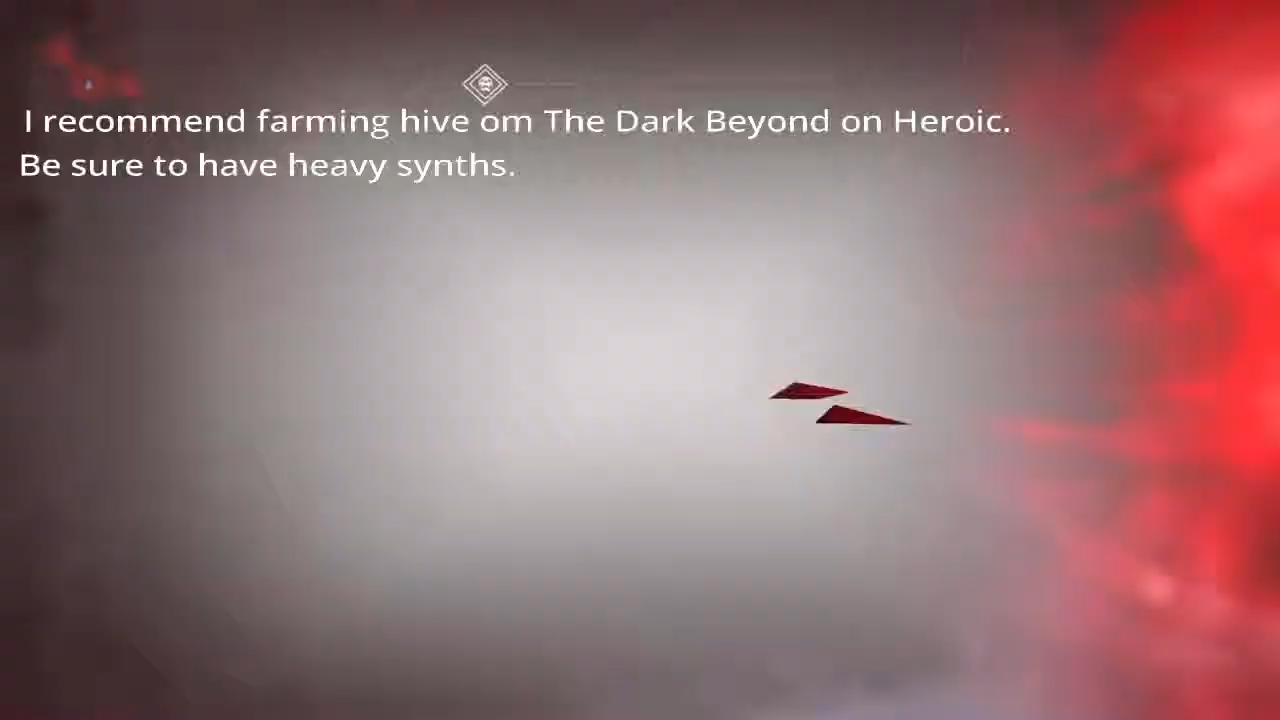 I recommend farming hive om The Dark Beyond on Heroic.
Be sure to have heavy synths.